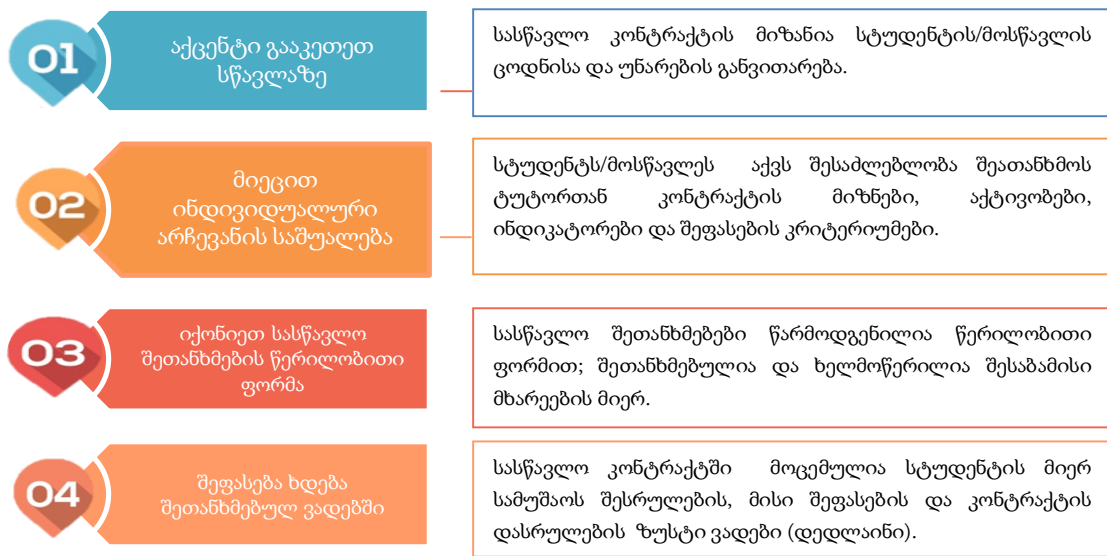 01
აქცენტი გააკეთეთ
სწავლაზე
სასწავლო კონტრაქტის მიზანია სტუდენტის/მოსწავლის
ცოდნისა და უნარების განვითარება.
02
მიეცით
ინდივიდუალური
არჩევანის საშუალება
სტუდენტს/მოსწავლეს აქვს შესაძლებლობა შეათანხმოს
ტუტორთან კონტრაქტის მიზნები, აქტივობები,
ინდიკატორები და შეფასების კრიტერიუმები.
03
იქონიეთ სასწავლო
შეთანხმების წერილობითი
ფორმა
სასწავლო შეთანხმებები წარმოდგენილია წერილობითი
ფორმით; შეთანხმებულია და ხელმოწერილია შესაბამისი
მხარეების მიერ.
04
შეფასება ხდება
შეთანხმებულ ვადებში
სასწავლო კონტრაქტში მოცემულია სტუდენტის მიერ
სამუშაოს შესრულების, მისი შეფასების და კონტრაქტის
დასრულების ზუსტი ვადები (დედლაინი).